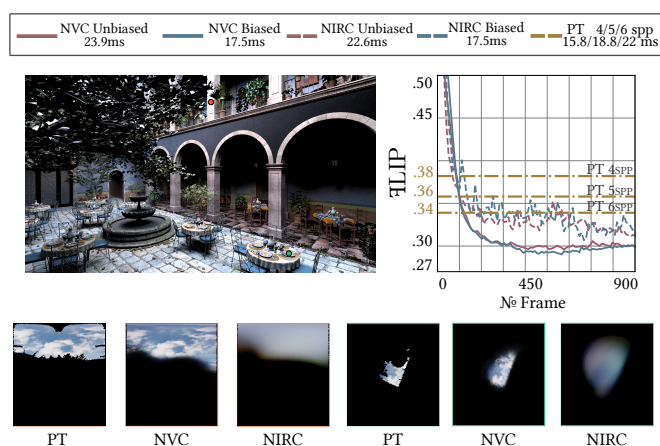 NVC Unbiased
23.9ms
NVC Biased
17.5ms
NIRC Unbiased
22.6ms
NIRC Biased
17.5ms
PT 4/5/6 spp
15.8/18.8/22 ms
.50
.45
.38
.36
.34
.30
.27
ꟻLIP
PT 4SPP
PT 5SPP
PT 6SPP
0
450
900
№ Frame
PT
NVC
NIRC
PT
NVC
NIRC